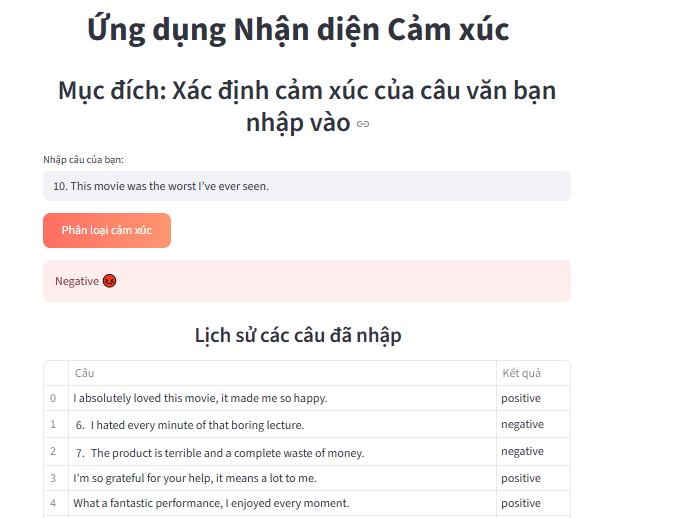 Ứng dụng Nhận diện Cảm xúc
Mục đích: Xác định cảm xúc của câu văn bạn
nhập vào
Nhập câu của bạn:
10. This movie was the worst I’ve ever seen.
Phân loại cảm xúc
Negative 😡
Lịch sử các câu đã nhập
Câu Kết quả
0 I absolutely loved this movie, it made me so happy. positive
1 6. I hated every minute of that boring lecture. negative
2 7. The product is terrible and a complete waste of money. negative
3 I’m so grateful for your help, it means a lot to me. positive
4 What a fantastic performance, I enjoyed every moment. positive